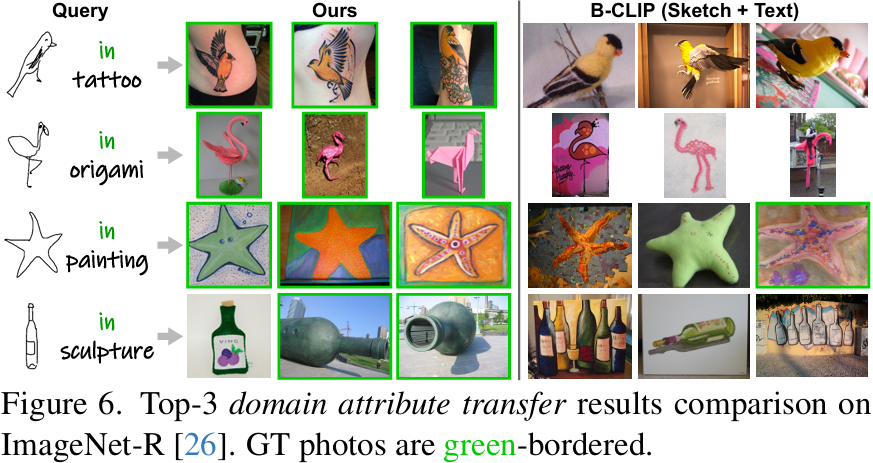 Query
Ours
B-CLIP (Sketch + Text)
in
tattoo
in
origami
in
painting
in
sculpture
VINO
Figure 6. Top-3 domain attribute transfer results comparison on
ImageNet-R [26]. GT photos are green-bordered.